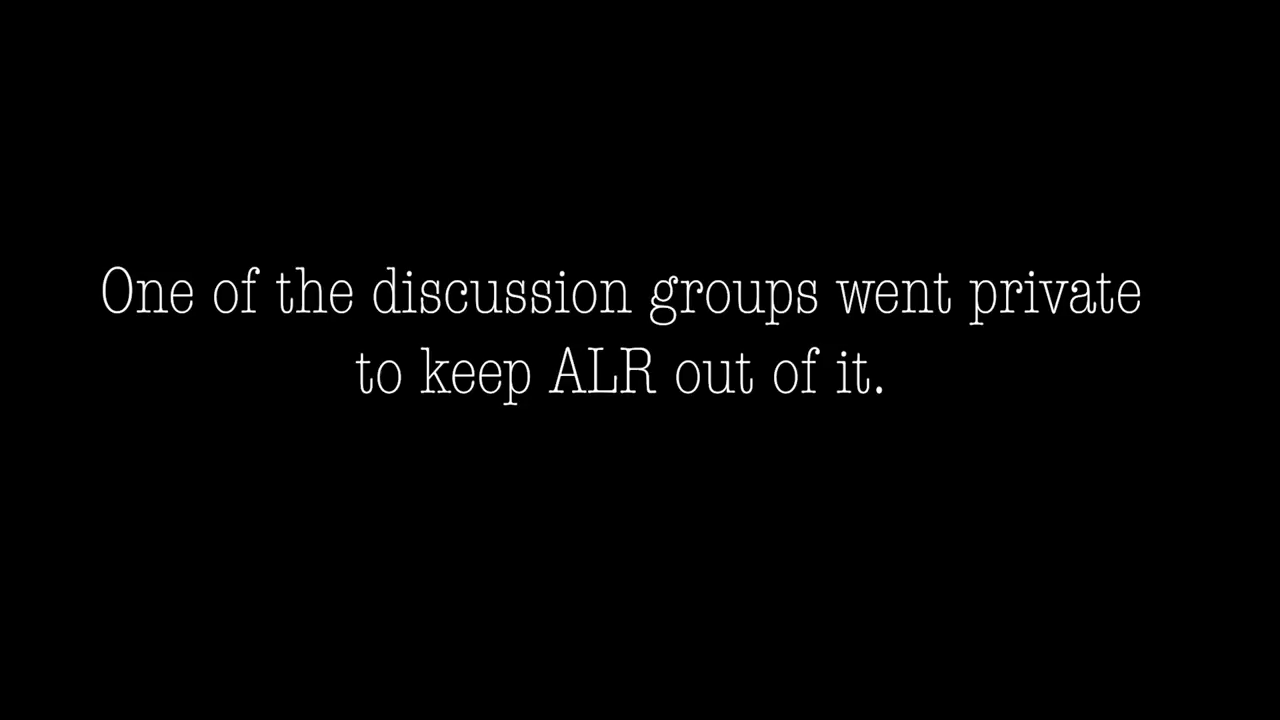 One of the discussion groups went private
to keep ALR out of it.